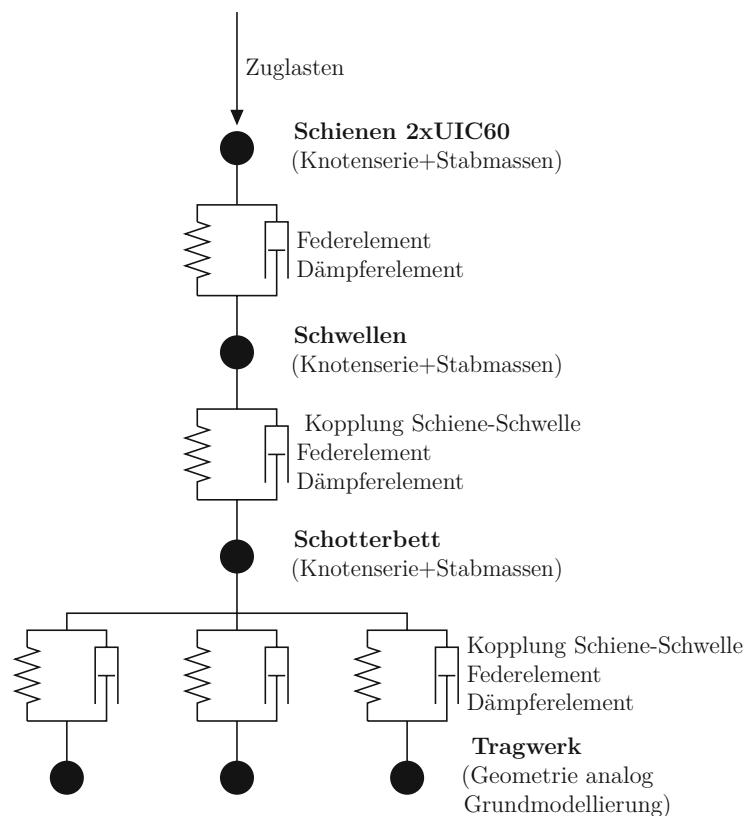 Zuglasten
Schienen 2xUIC60
(Knotenserie+Stabmassen)
Federelement
Dämpferelement
Schwellen
(Knotenserie+Stabmassen)
Kopplung Schiene-Schwelle
Federelement
Dämpferelement
Schotterbett
(Knotenserie+Stabmassen)
Kopplung Schiene-Schwelle
Federelement
Dämpferelement
Tragwerk
(Geometrie analog
Grundmodellierung)